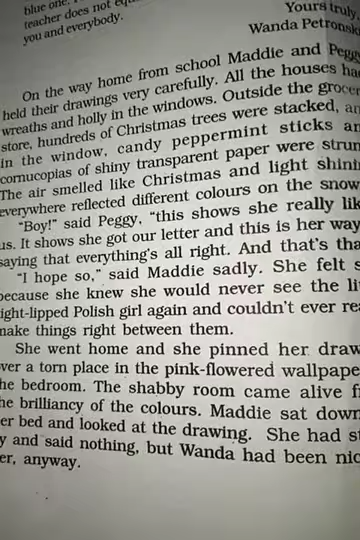 blue one.
teacher does not
you and everybody.
Yours truly,
Wanda Petronski
On the way home from school Maddie and Peggy
held their drawings very carefully. All the houses ha
wreaths and holly in the windows. Outside the grocer
store, hundreds of Christmas trees were stacked, an
in the window, candy peppermint sticks an
cornucopias of shiny transparent paper were strun
The air smelled like Christmas and light shini
everywhere reflected different colours on the snow
"Boy!" said Peggy, "this shows she really lik
us. It shows she got our letter and this is her way
saying that everything's all right. And that's tha
"I hope so," said Maddie sadly. She felt s
because she knew she would never see the li
ight-lipped Polish girl again and couldn't ever rea
make things right between them.
She went home and she pinned her draw
over a torn place in the pink-flowered wallpape
he bedroom. The shabby room came alive f
he brilliancy of the colours. Maddie sat down
er bed and looked at the drawing. She had st
y and said nothing, but Wanda had been nic
er, anyway.